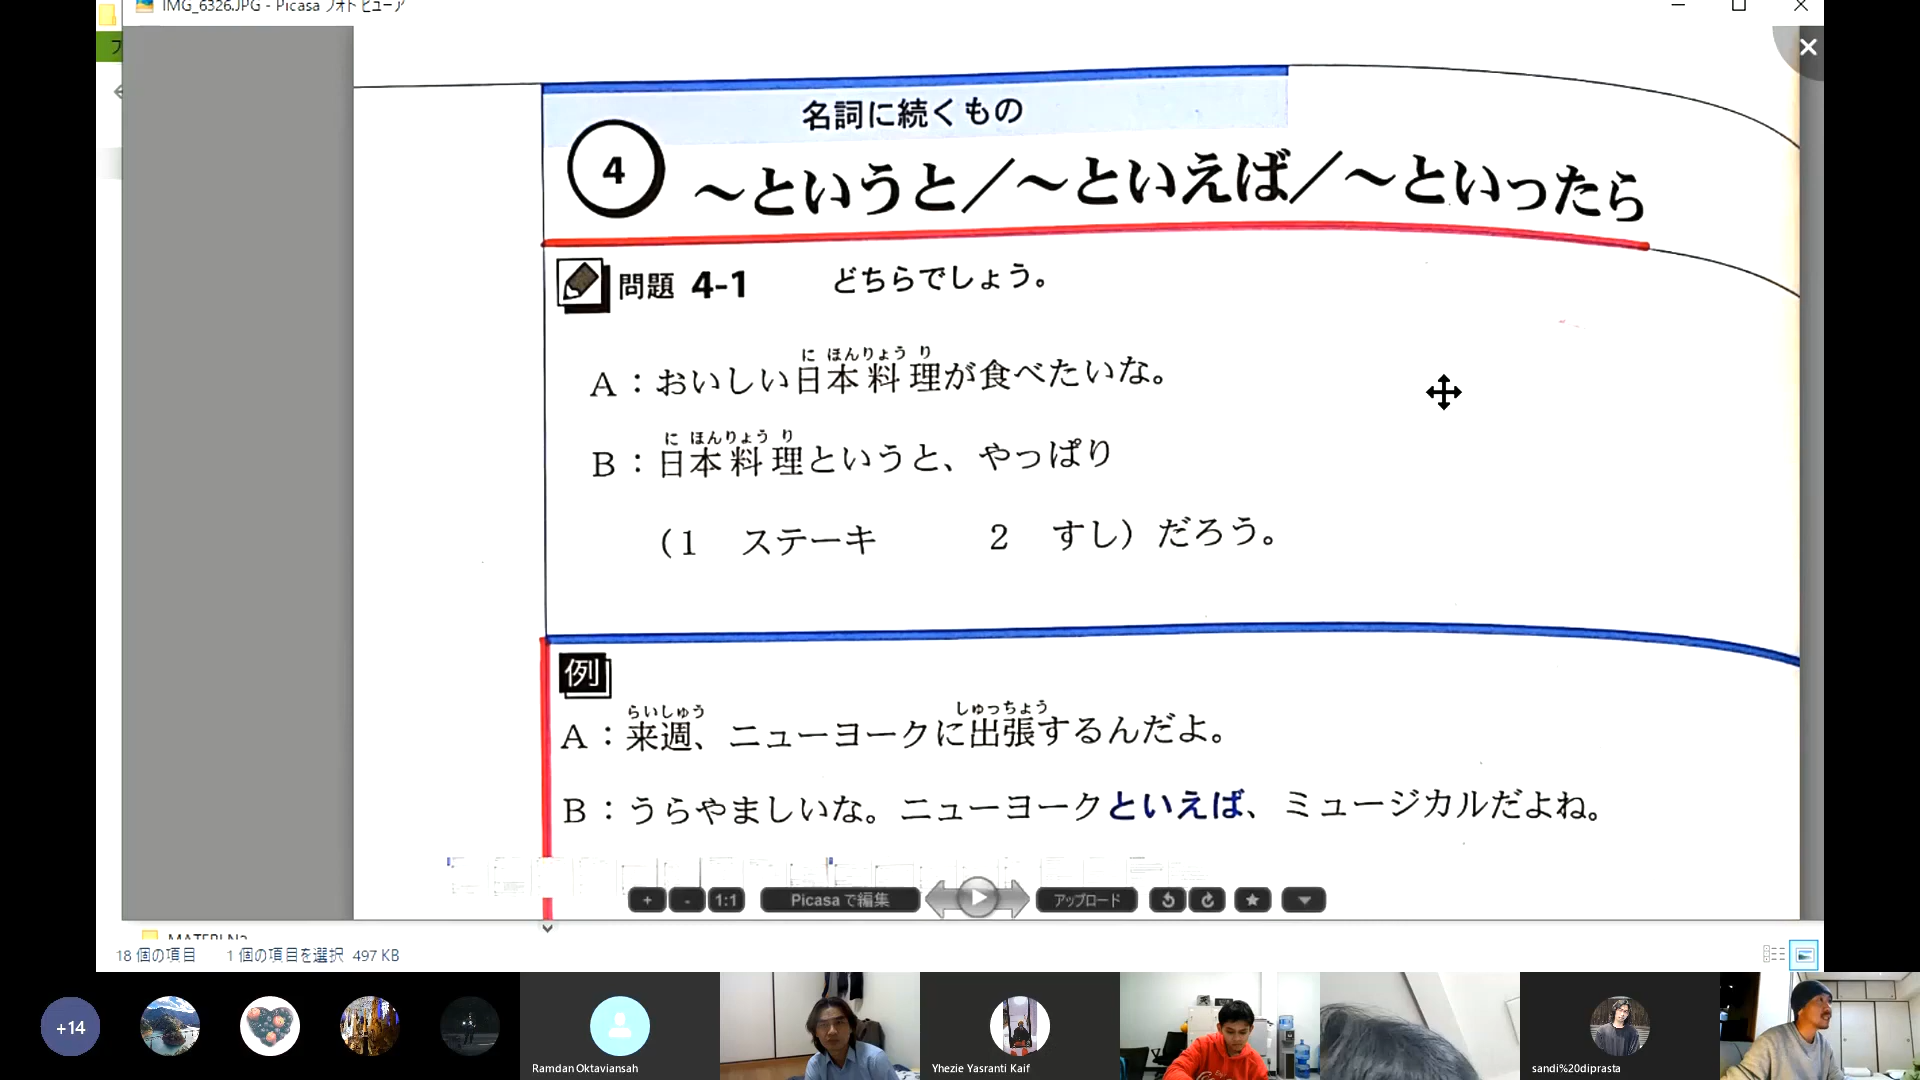 IMG_6326.JPG - Picasa フォト ビューア
名詞に続くもの
4
～というと／～といえば／～といったら
問題 4-1 どちらでしょう。
に ほんりょう り
A：おいしい日本料理が食べたいな。
に ほんりょう り
B：日本料理というと、やっぱり
（1 ステーキ 2 すし）だろう。
例
らいしゅう しゅっちょう
A：来週、ニューヨークに出張するんだよ。
B：うらやましいな。ニューヨークといえば、ミュージカルだよね。
+ - 1:1 Picasa で編集 アップロード
18 個の項目 1 個の項目を選択 497 KB
+14
Ramdan Oktaviansah
Yhezie Yasranti Kaif
sandi%20diprasta